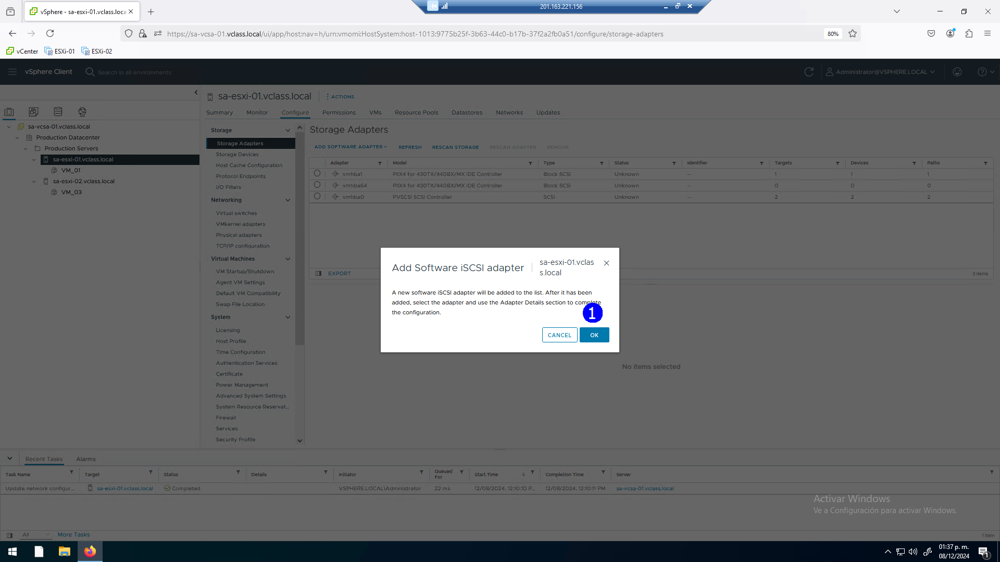 vSphere - sa-esxi-01.vclass.loca
201.163.221.156
https://sa-vcsa-01.vclass.local/ui/app/host;nav=h/urn:vmomi:HostSystem:host-1013:9775b25f-3b63-44c0-b17b-37f2a2fb0a51/configure/storage-adapters
80%
vCenter ESXi-01 ESXi-02
vSphere Client Search in all environments Administrator@VSPHERE.LOCAL
sa-vcsa-01.vclass.local
Production Datacenter
Production Servers
sa-esxi-01.vclass.local
VM_01
sa-esxi-02.vclass.local
VM_03
sa-esxi-01.vclass.local ACTIONS
Summary Monitor Configure Permissions VMs Resource Pools Datastores Networks Updates
Storage
Storage Adapters
Storage Devices
Host Cache Configuration
Protocol Endpoints
I/O Filters
Networking
Virtual switches
VMkernel adapters
Physical adapters
TCP/IP configuration
Virtual Machines
VM Startup/Shutdown
Agent VM Settings
Default VM Compatibility
Swap File Location
System
Licensing
Host Profile
Time Configuration
Authentication Services
Certificate
Power Management
Advanced System Settings
System Resource Reservat...
Firewall
Services
Security Profile
Storage Adapters
ADD SOFTWARE ADAPTER REFRESH RESCAN STORAGE RESCAN ADAPTER REMOVE
Adapter Model Type Status Identifier Targets Devices Paths
vmhba1 PIIX4 for 430TX/440BX/MX IDE Controller Block SCSI Unknown -- 1 1 1
vmhba64 PIIX4 for 430TX/440BX/MX IDE Controller Block SCSI Unknown -- 0 0 0
vmhba0 PVSCSI SCSI Controller SCSI Unknown -- 2 2 2
EXPORT 3 items
Add Software iSCSI adapter
sa-esxi-01.vclas
s.local
A new software iSCSI adapter will be added to the list. After it has been
added, select the adapter and use the Adapter Details section to complete
the configuration.
1
CANCEL OK
No items selected
Recent Tasks Alarms
Task Name Target Status Details Initiator Queued For Start Time Completion Time Server
Update network configur... sa-esxi-01.vclass.local Completed VSPHERE.LOCAL\Administrator 22 ms 12/08/2024, 12:10:10 P... 12/08/2024, 12:10:11 PM sa-vcsa-01.vclass.local
Activar Windows
Ve a Configuración para activar Windows.
All More Tasks 1 item
01:37 p. m.
08/12/2024
1